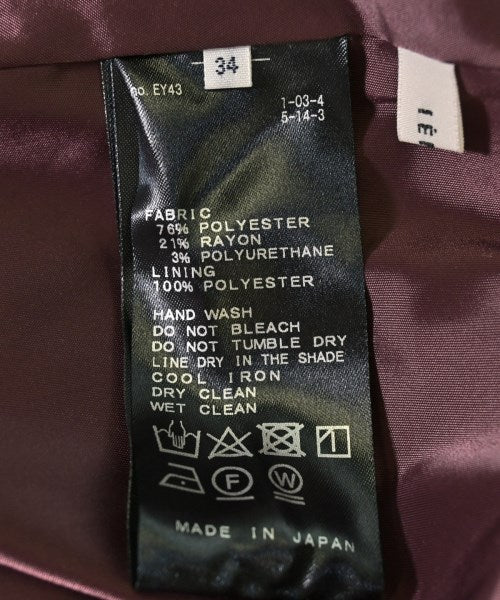 34
no. EY43
1-03-4
5-14-3
FABRIC
76% POLYESTER
21% RAYON
3% POLYURETHANE
LINING
100% POLYESTER
HAND WASH
DO NOT BLEACH
DO NOT TUMBLE DRY
LINE DRY IN THE SHADE
COOL IRON
DRY CLEAN
WET CLEAN
F
W
MADE IN JAPAN